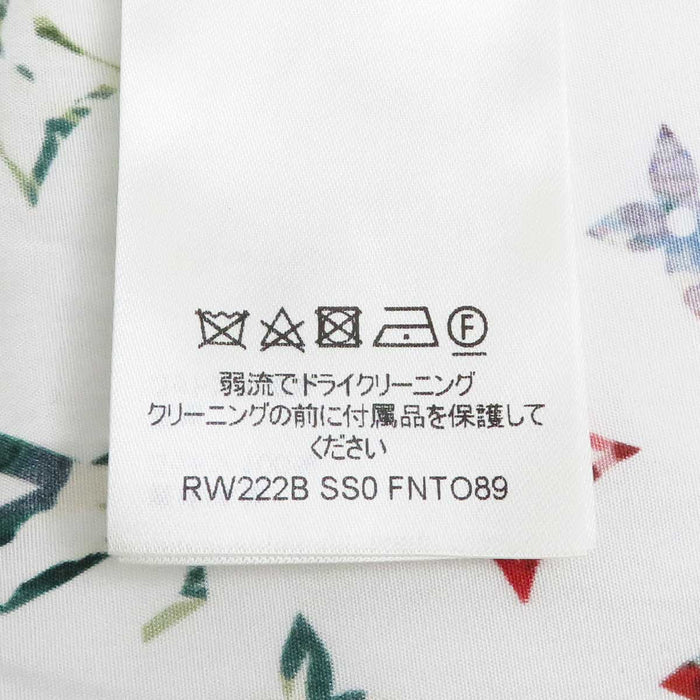 F
弱流でドライクリーニング
クリーニングの前に付属品を保護して
ください
RW222B SS0 FNTO89